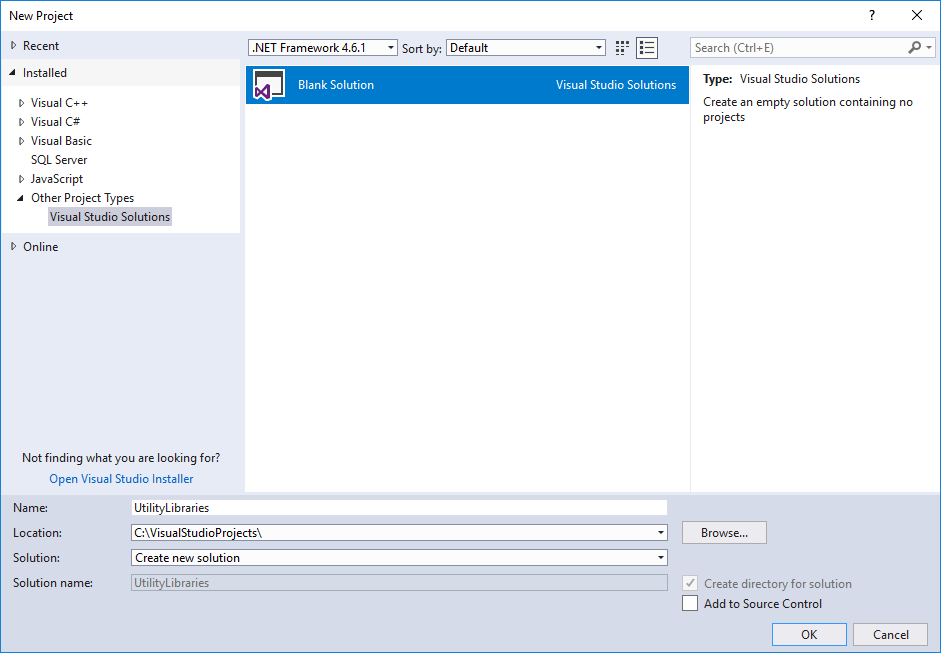 New Project
?
Recent
Installed
Visual C++
Visual C#
Visual Basic
SQL Server
JavaScript
Other Project Types
Visual Studio Solutions
Online
Not finding what you are looking for?
Open Visual Studio Installer
.NET Framework 4.6.1 Sort by: Default
Blank Solution Visual Studio Solutions
Search (Ctrl+E)
Type: Visual Studio Solutions
Create an empty solution containing no
projects
Name: UtilityLibraries
Location: C:\VisualStudioProjects\ Browse...
Solution: Create new solution
Solution name: UtilityLibraries
Create directory for solution
Add to Source Control
OK Cancel